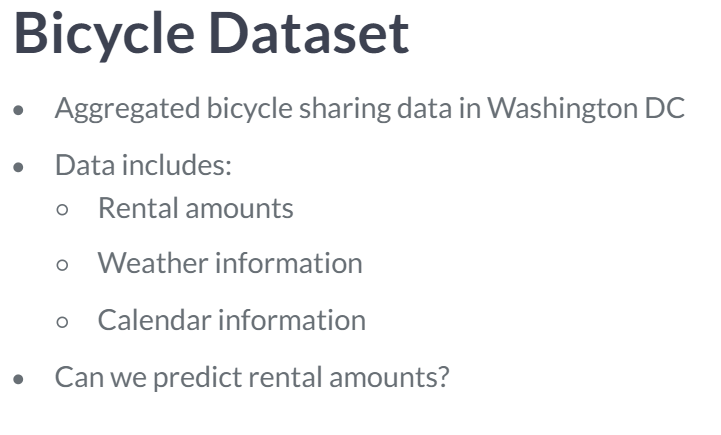 Bicycle Dataset
• Aggregated bicycle sharing data in Washington DC
• Data includes:
○ Rental amounts
○ Weather information
○ Calendar information
• Can we predict rental amounts?